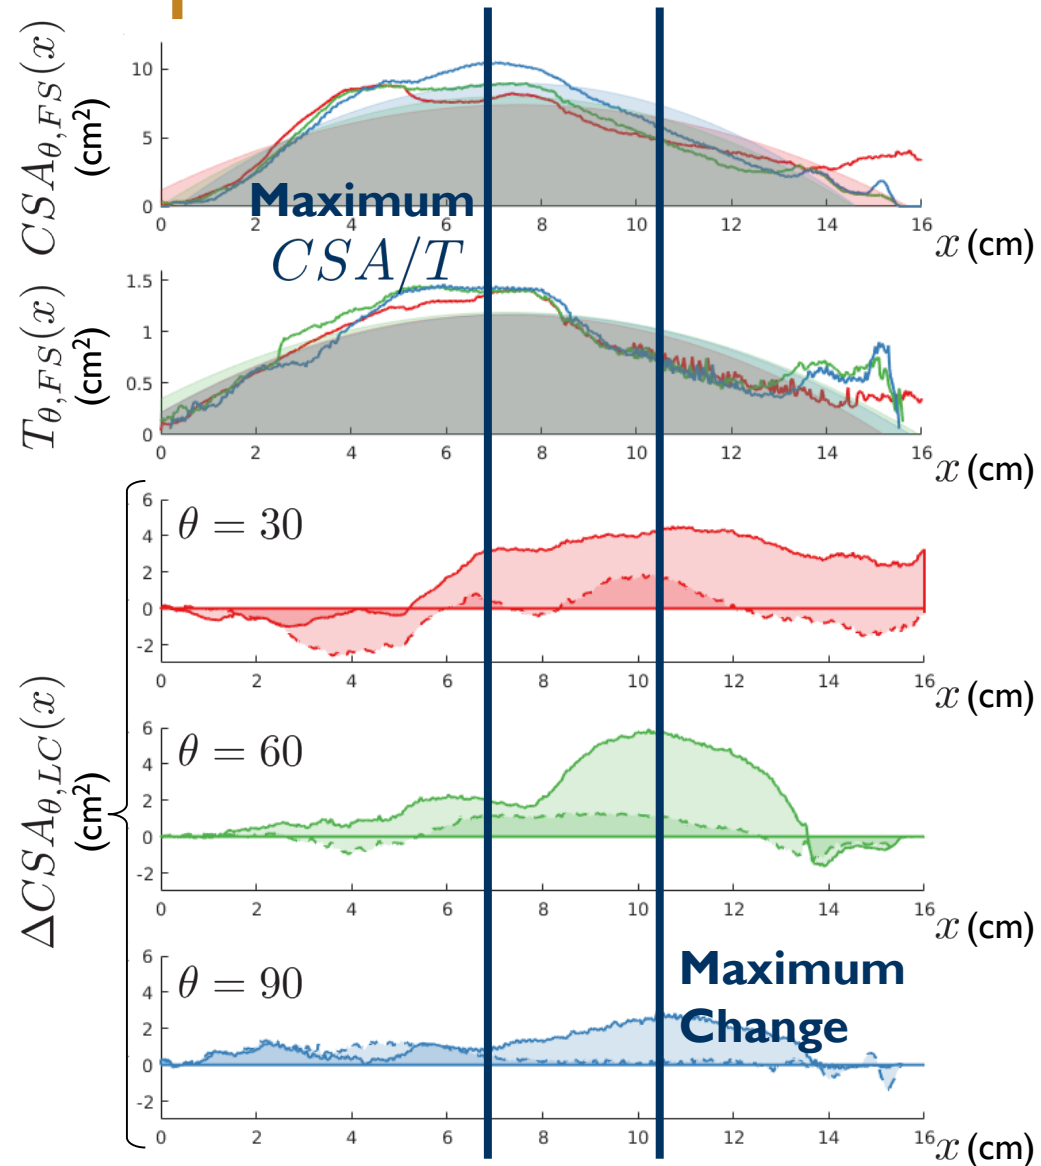 CSA_{θ,FS}(x)
(cm²)
10
5
0
0 2 4 6 8 10 12 14 16
x (cm)
Maximum
CSA/T
T_{θ,FS}(x)
(cm²)
1.5
1
0.5
0
0 2 4 6 8 10 12 14 16
x (cm)
ΔCSA_{θ,LC}(x)
(cm²)
θ = 30
6
4
2
0
-2
0 2 4 6 8 10 12 14 16
x (cm)
θ = 60
6
4
2
0
-2
0 2 4 6 8 10 12 14 16
x (cm)
θ = 90
6
4
2
0
-2
Maximum
Change
0 2 4 6 8 10 12 14 16
x (cm)